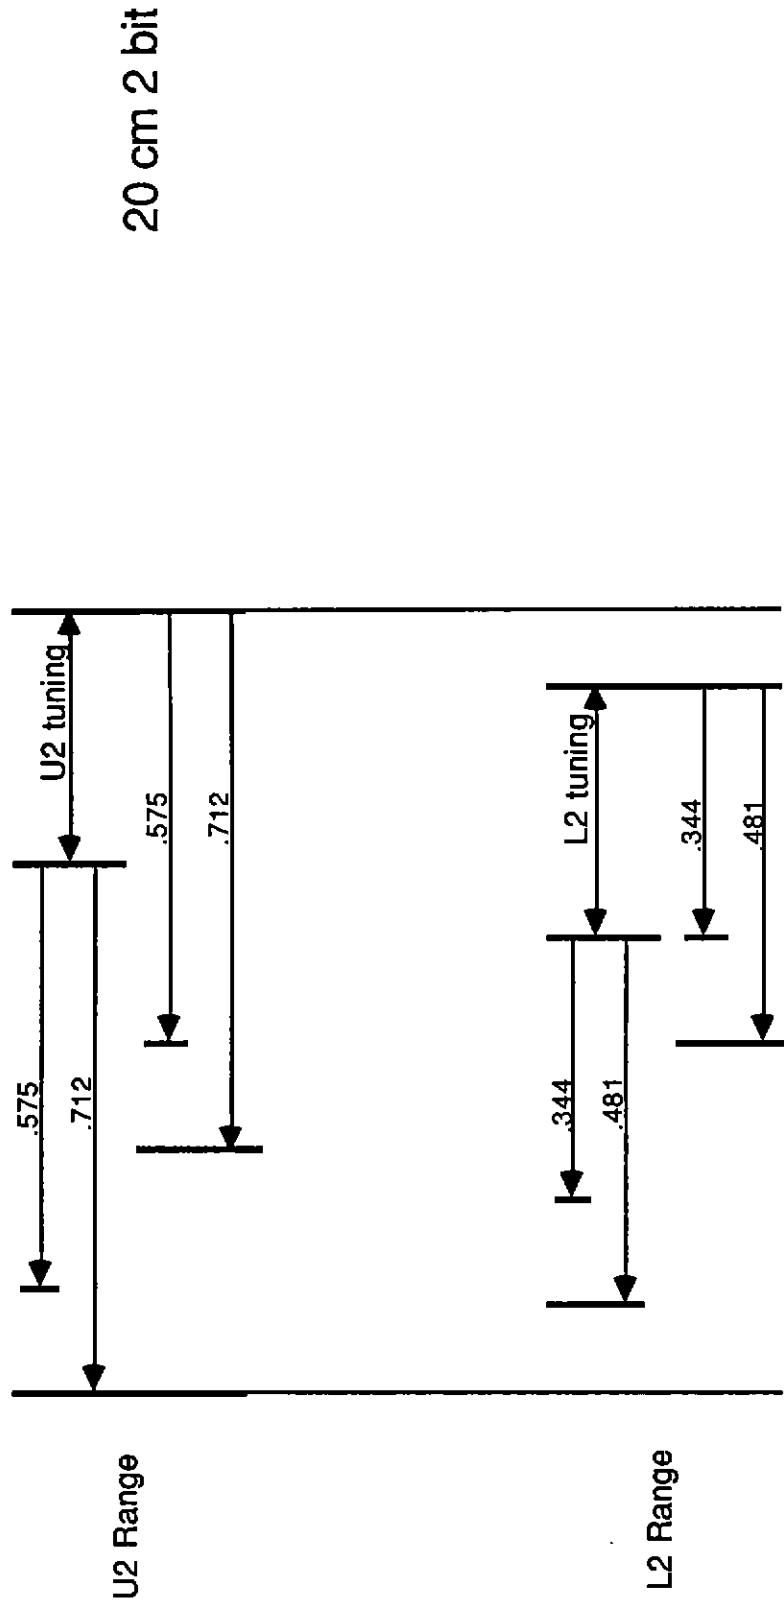 20 cm 2 bit
U2 Range
.575
.712
U2 tuning
.575
.712
L2 Range
.344
.481
L2 tuning
.344
.481